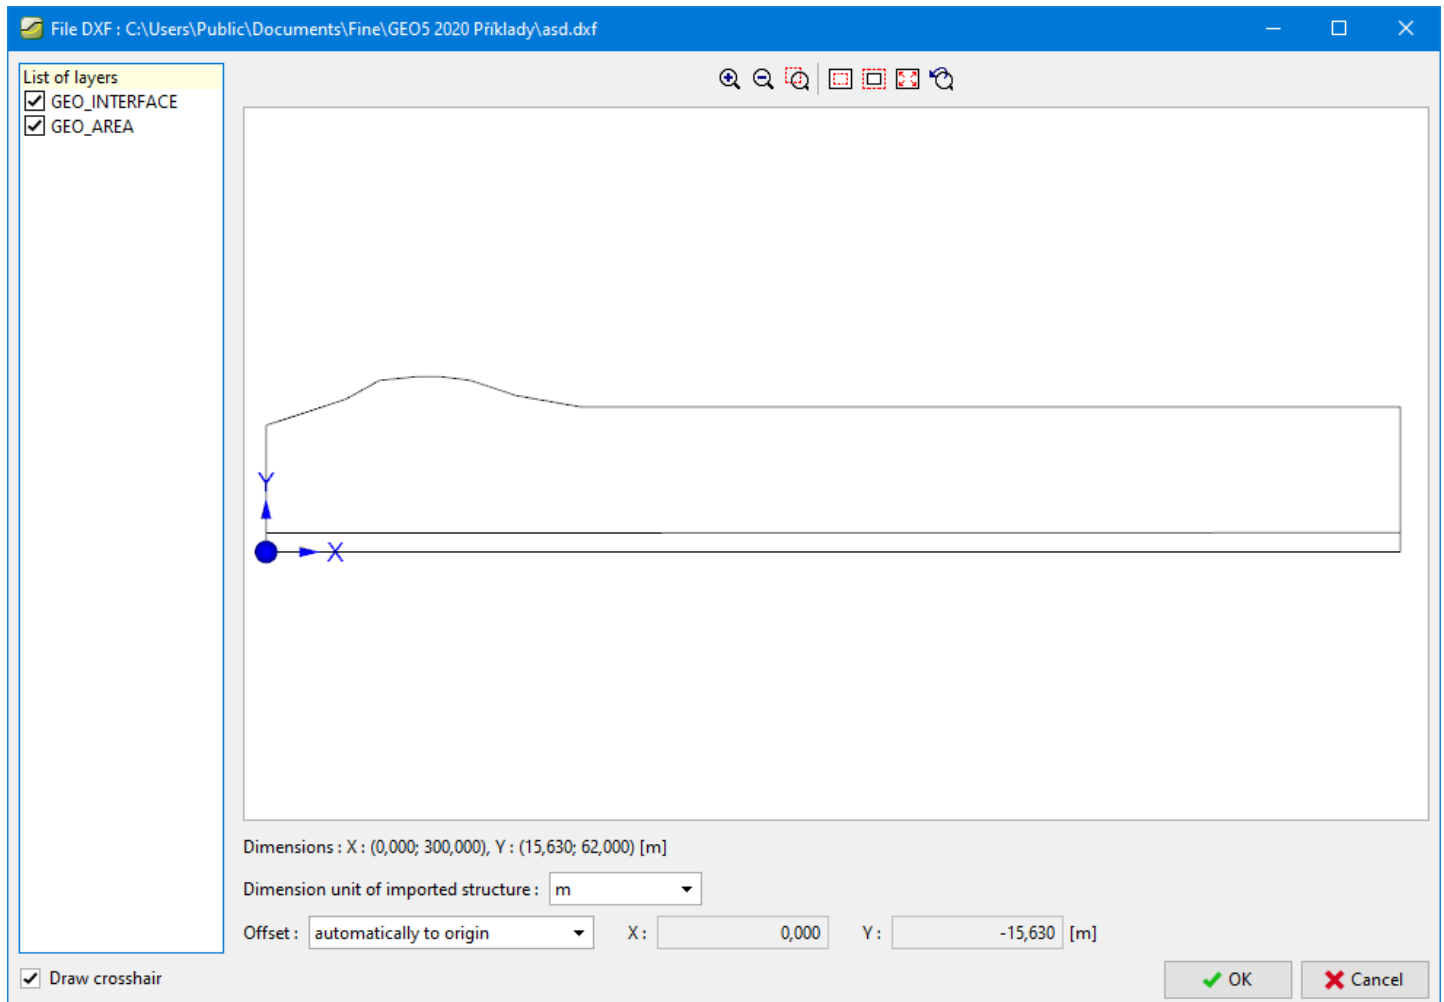 File DXF : C:\Users\Public\Documents\Fine\GEO5 2020 Příklady\asd.dxf
List of layers
GEO_INTERFACE
GEO_AREA
Y
X
Dimensions : X : (0,000; 300,000), Y : (15,630; 62,000) [m]
Dimension unit of imported structure : m
Offset : automatically to origin X : 0,000 Y : -15,630 [m]
Draw crosshair
OK Cancel